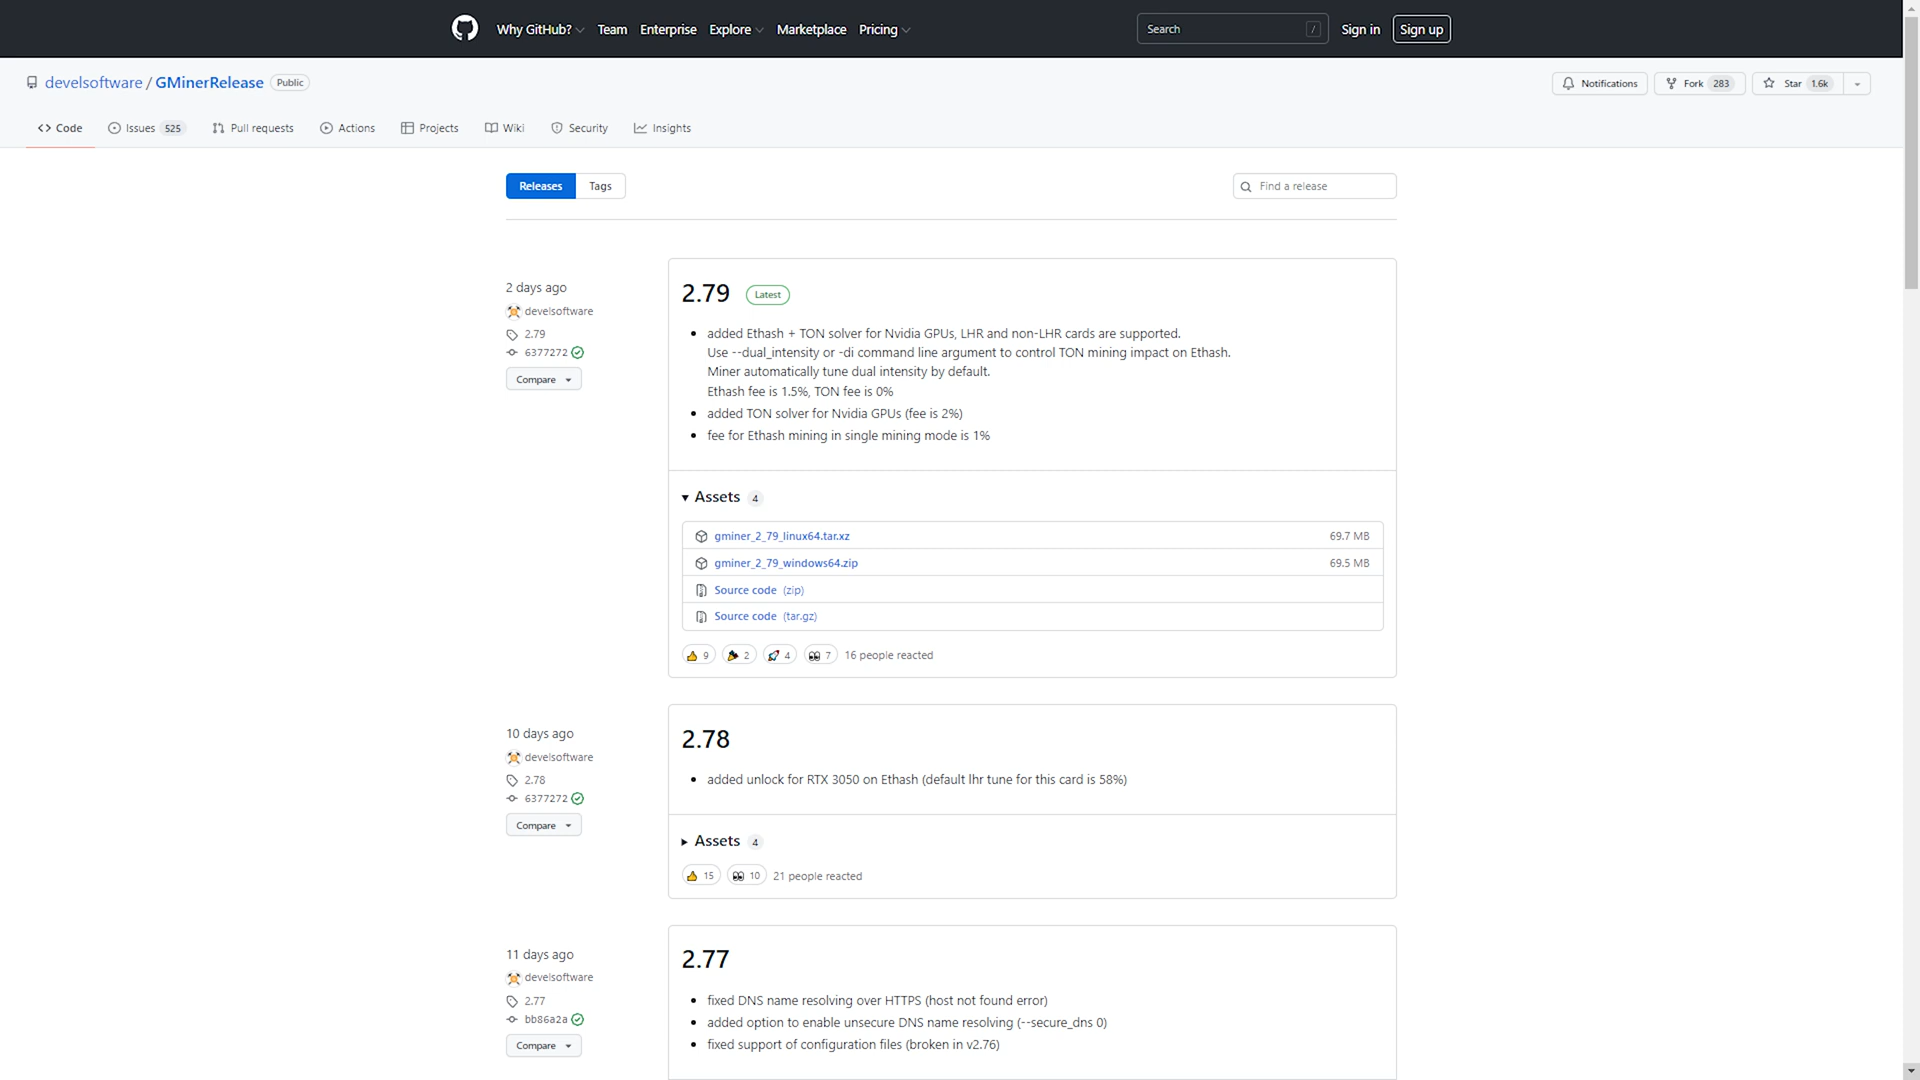 Why GitHub? Team Enterprise Explore Marketplace Pricing Search / Sign in Sign up
develsoftware / GMinerRelease Public Notifications Fork 283 Star 1.6k
Code Issues 525 Pull requests Actions Projects Wiki Security Insights
Releases Tags Find a release
2 days ago
develsoftware
2.79
6377272
Compare
2.79 Latest
added Ethash + TON solver for Nvidia GPUs, LHR and non-LHR cards are supported.
Use --dual_intensity or -di command line argument to control TON mining impact on Ethash.
Miner automatically tune dual intensity by default.
Ethash fee is 1.5%, TON fee is 0%
added TON solver for Nvidia GPUs (fee is 2%)
fee for Ethash mining in single mining mode is 1%
Assets 4
gminer_2_79_linux64.tar.xz 69.7 MB
gminer_2_79_windows64.zip 69.5 MB
Source code (zip)
Source code (tar.gz)
9 2 4 7 16 people reacted
10 days ago
develsoftware
2.78
6377272
Compare
2.78
added unlock for RTX 3050 on Ethash (default lhr tune for this card is 58%)
Assets 4
15 10 21 people reacted
11 days ago
develsoftware
2.77
bb86a2a
Compare
2.77
fixed DNS name resolving over HTTPS (host not found error)
added option to enable unsecure DNS name resolving (--secure_dns 0)
fixed support of configuration files (broken in v2.76)